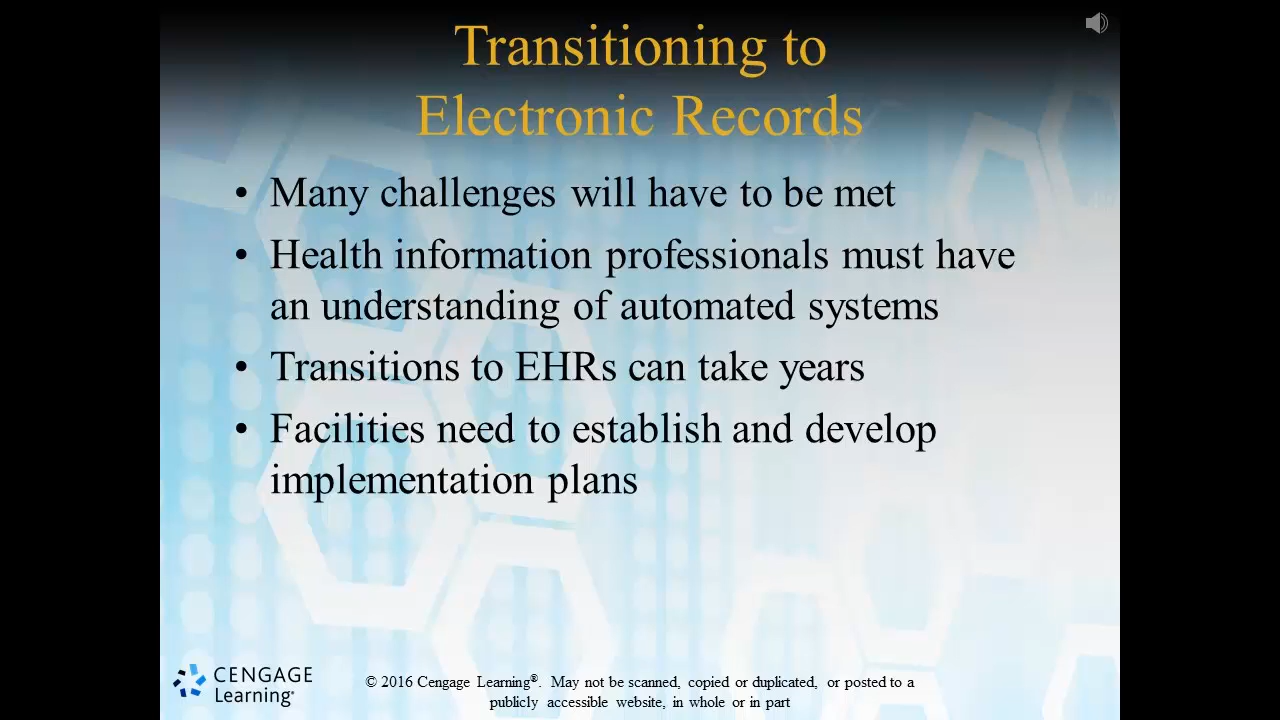 Transitioning to
Electronic Records
• Many challenges will have to be met
• Health information professionals must have
an understanding of automated systems
• Transitions to EHRs can take years
• Facilities need to establish and develop
implementation plans
CENGAGE
Learning®
© 2016 Cengage Learning®. May not be scanned, copied or duplicated, or posted to a
publicly accessible website, in whole or in part